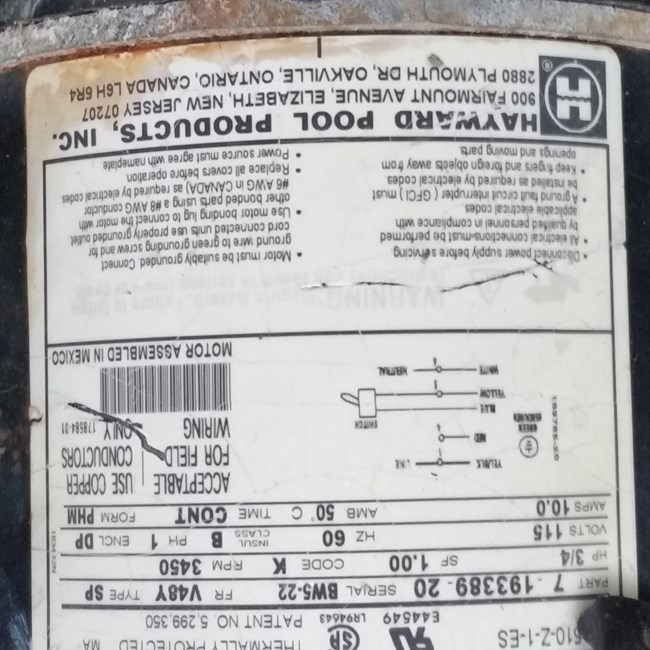 510-Z-1-ES THERMALLY PROTECTED MA
E44549 LR94643 PATENT NO. 5,299,350
PART 7-193389-20 SERIAL BW5-22 FR V48Y TYPE SP
HP 3/4 SF 1.00 CODE K RPM 3450
VOLTS 115 HZ 60 INSUL CLASS B PH 1 ENCL DP
AMPS 10.0 AMB 50°C TIME CONT FORM PHM
YEL/BLK LINE
RED
GREEN
BLUE SWITCH
YELLOW
WHITE NEUTRAL
ACCEPTABLE
FOR FIELD
WIRING
USE COPPER
CONDUCTORS
ONLY
178584-01
MOTOR ASSEMBLED IN MEXICO
WARNING
• Disconnect power supply before servicing
• All electrical connections must be performed
by qualified personnel in compliance with
applicable electrical codes
• A ground fault circuit interrupter ( GFCI ) must
be installed as required by electrical codes
• Keep fingers and foreign objects away from
openings and moving parts
• Motor must be suitably grounded. Connect
ground wire to green grounding screw and for
cord connected units use properly grounded outlet.
• Use motor bonding lug to connect the motor with
other bonded parts using a #8 AWG conductor
#6 AWG in CANADA) as required by electrical codes
• Replace all covers before operation
• Power source must agree with nameplate
HAYWARD POOL PRODUCTS, INC.
900 FAIRMOUNT AVENUE, ELIZABETH, NEW JERSEY 07207
2880 PLYMOUTH DR, OAKVILLE, ONTARIO, CANADA L6H 6R4